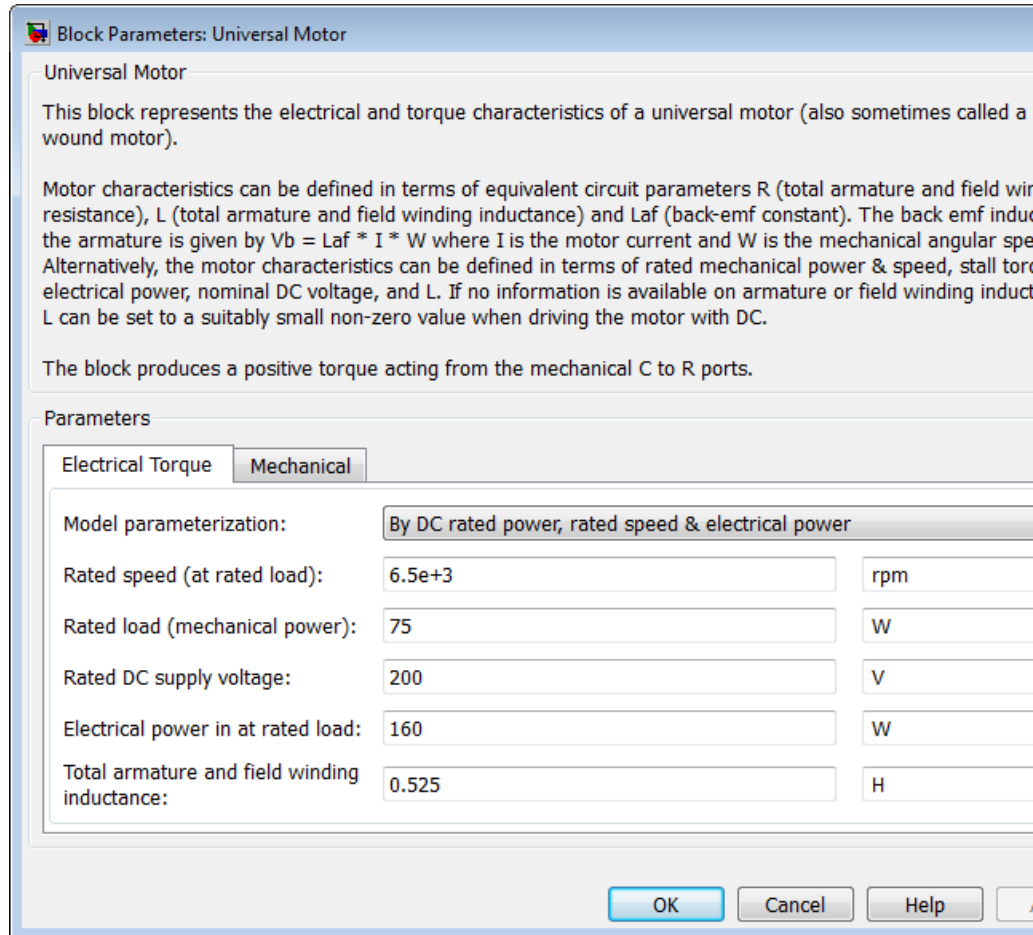 Block Parameters: Universal Motor
Universal Motor
This block represents the electrical and torque characteristics of a universal motor (also sometimes called a
wound motor).
Motor characteristics can be defined in terms of equivalent circuit parameters R (total armature and field
resistance), L (total armature and field winding inductance) and Laf (back-emf constant). The back emf
the armature is given by Vb = Laf * I * W where I is the motor current and W is the mechanical angular
Alternatively, the motor characteristics can be defined in terms of rated mechanical power & speed, stall
electrical power, nominal DC voltage, and L. If no information is available on armature or field winding
L can be set to a suitably small non-zero value when driving the motor with DC.
The block produces a positive torque acting from the mechanical C to R ports.
Parameters
Electrical Torque Mechanical
Model parameterization: By DC rated power, rated speed & electrical power
Rated speed (at rated load): 6.5e+3 rpm
Rated load (mechanical power): 75 W
Rated DC supply voltage: 200 V
Electrical power in at rated load: 160 W
Total armature and field winding
inductance: 0.525 H
OK Cancel Help